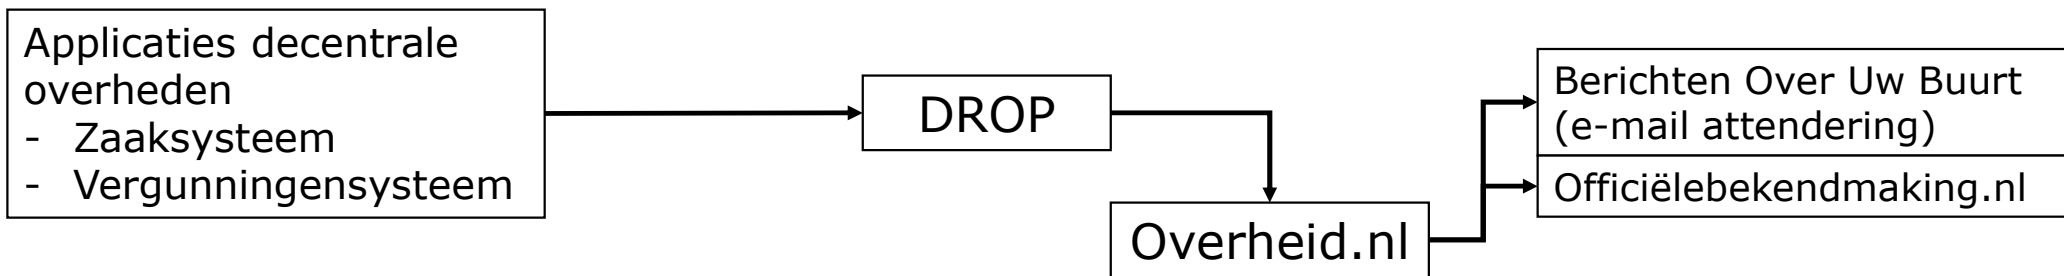 Applicaties decentrale
overheden
- Zaaksysteem
- Vergunningensysteem
DROP
Overheid.nl
Berichten Over Uw Buurt
(e-mail attendering)
Officiëlebekendmaking.nl